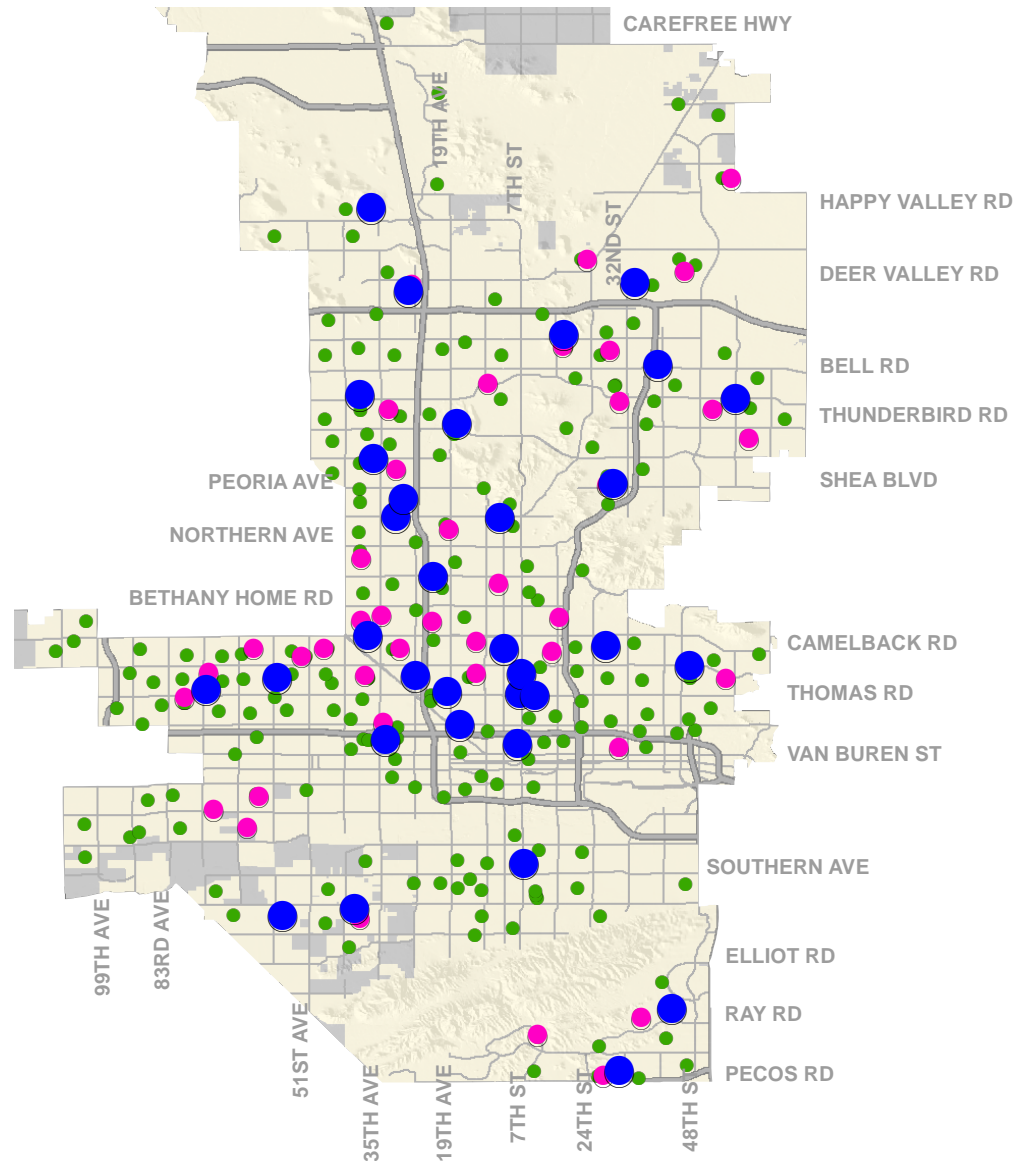 CAREFREE HWY
19TH AVE
7TH ST
HAPPY VALLEY RD
32ND ST
DEER VALLEY RD
BELL RD
THUNDERBIRD RD
PEORIA AVE
SHEA BLVD
NORTHERN AVE
BETHANY HOME RD
CAMELBACK RD
THOMAS RD
VAN BUREN ST
SOUTHERN AVE
99TH AVE
83RD AVE
ELLIOT RD
RAY RD
51ST AVE
PECOS RD
35TH AVE
19TH AVE
7TH ST
24TH ST
48TH ST